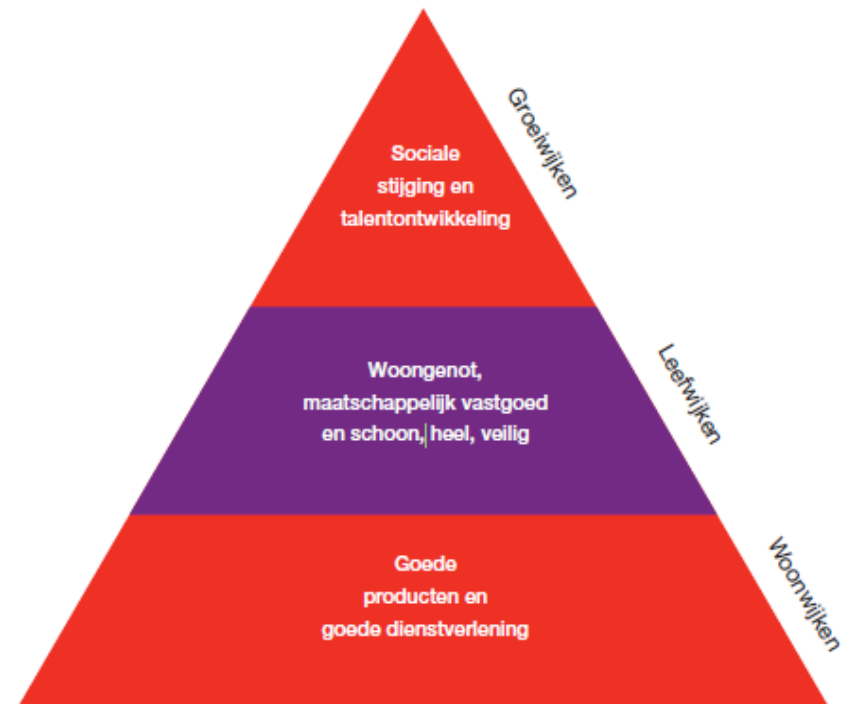 Sociale
stijging en
talentontwikkeling
Groeiwijken
Woongenot,
maatschappelijk vastgoed
en schoon, heel, veilig
Leefwijken
Goede
producten en
goede dienstverlening
Woonwijken